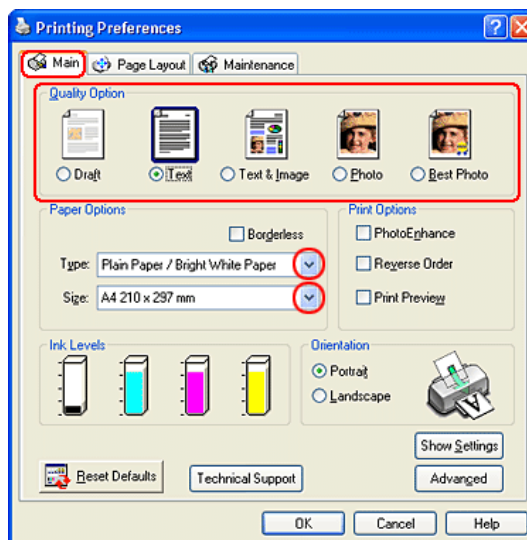 Printing Preferences
Main Page Layout Maintenance
Quality Option
Draft Text Text & Image Photo Best Photo
Paper Options
Borderless
Type: Plain Paper / Bright White Paper
Size: A4 210 x 297 mm
Print Options
PhotoEnhance
Reverse Order
Print Preview
Ink Levels
Orientation
Portrait
Landscape
A
Show Settings
Reset Defaults Technical Support Advanced
OK Cancel Help